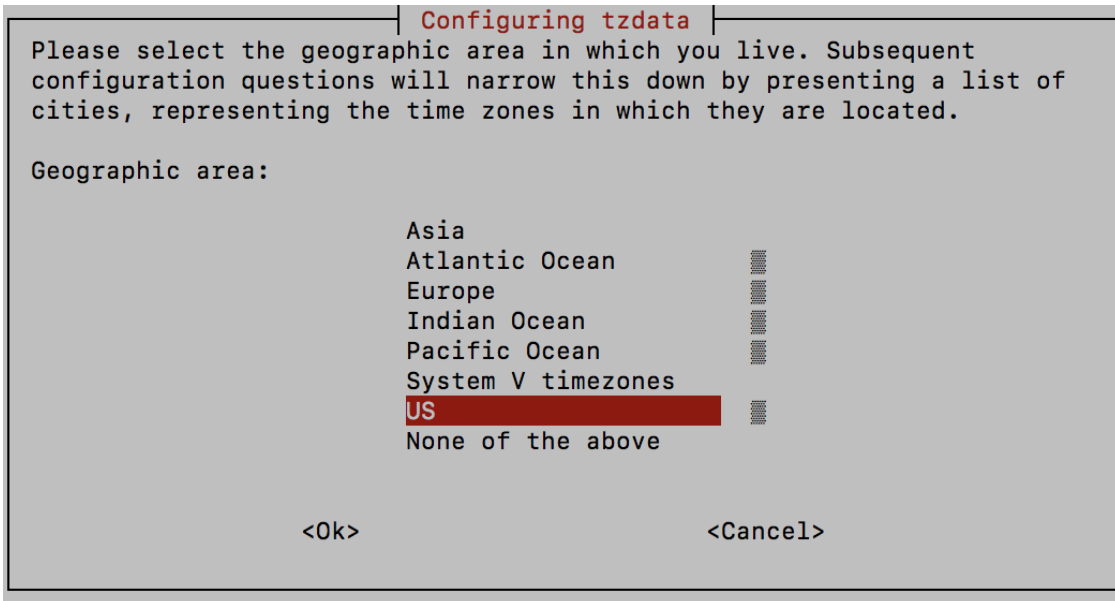 Configuring tzdata
Please select the geographic area in which you live. Subsequent
configuration questions will narrow this down by presenting a list of
cities, representing the time zones in which they are located.
Geographic area:
Asia
Atlantic Ocean
Europe
Indian Ocean
Pacific Ocean
System V timezones
US
None of the above
<Ok> <Cancel>